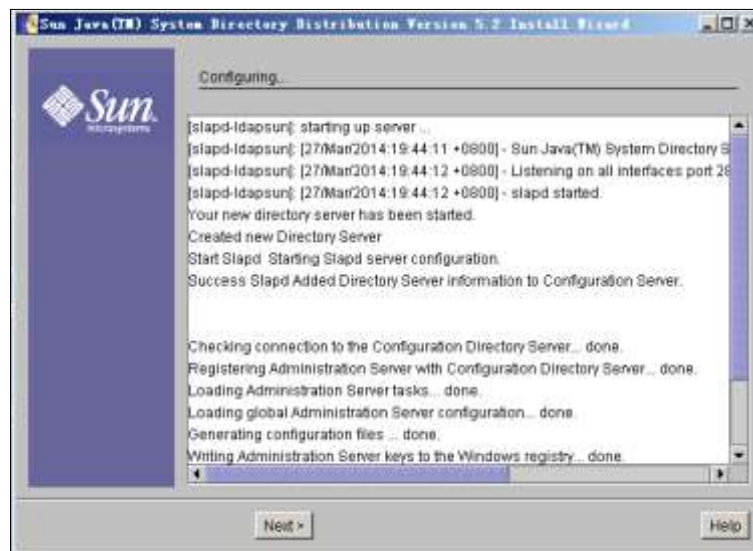 Sun Java(TM) System Directory Distribution Version 5.2 Install Wizard
Sun
microsystems
Configuring...
[slapd-ldapsun]: starting up server ...
[slapd-ldapsun]: [27/Mar/2014:19:44:11 +0800] - Sun Java(TM) System Directory S
[slapd-ldapsun]: [27/Mar/2014:19:44:12 +0800] - Listening on all interfaces port 28
[slapd-ldapsun]: [27/Mar/2014:19:44:12 +0800] - slapd started.
Your new directory server has been started.
Created new Directory Server
Start Slapd Starting Slapd server configuration.
Success Slapd Added Directory Server information to Configuration Server.
Checking connection to the Configuration Directory Server... done.
Registering Administration Server with Configuration Directory Server... done.
Loading Administration Server tasks... done.
Loading global Administration Server configuration... done.
Generating configuration files ... done.
Writing Administration Server keys to the Windows registry... done.
Next >
Help